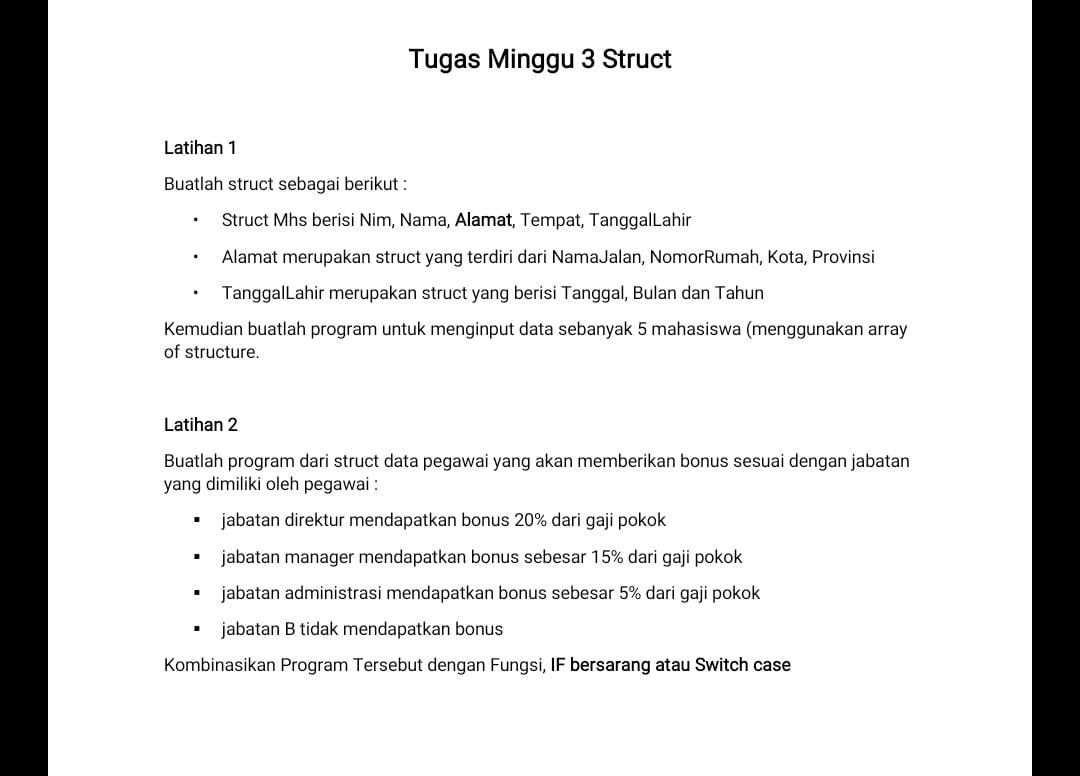 Tugas Minggu 3 Struct
Latihan 1
Buatlah struct sebagai berikut :
• Struct Mhs berisi Nim, Nama, Alamat, Tempat, TanggalLahir
• Alamat merupakan struct yang terdiri dari NamaJalan, NomorRumah, Kota, Provinsi
• TanggalLahir merupakan struct yang berisi Tanggal, Bulan dan Tahun
Kemudian buatlah program untuk menginput data sebanyak 5 mahasiswa (menggunakan array
of structure.
Latihan 2
Buatlah program dari struct data pegawai yang akan memberikan bonus sesuai dengan jabatan
yang dimiliki oleh pegawai :
▪ jabatan direktur mendapatkan bonus 20% dari gaji pokok
▪ jabatan manager mendapatkan bonus sebesar 15% dari gaji pokok
▪ jabatan administrasi mendapatkan bonus sebesar 5% dari gaji pokok
▪ jabatan B tidak mendapatkan bonus
Kombinasikan Program Tersebut dengan Fungsi, IF bersarang atau Switch case